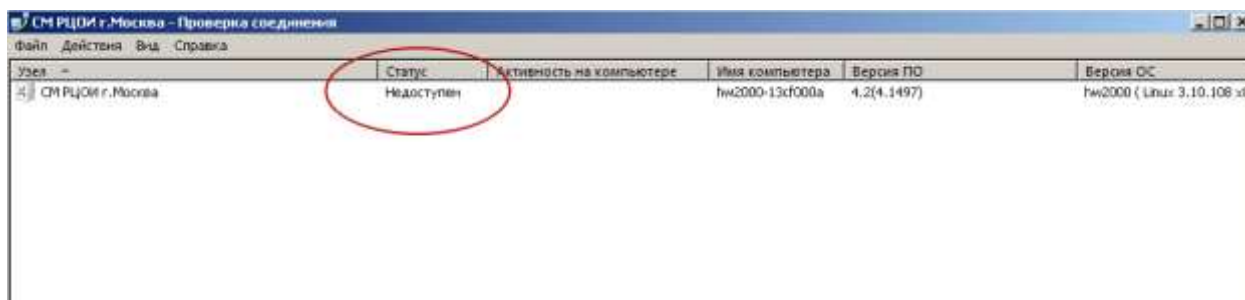 СМ РЦОИ г.Москва - Проверка соединения
Файл Действия Вид Справка
Узел Статус Активность на компьютере Имя компьютера Версия ПО Версия ОС
СМ РЦОИ г.Москва Недоступен hw2000-13cf000a 4.2(4.1497) hw2000 ( Linux 3.10.108